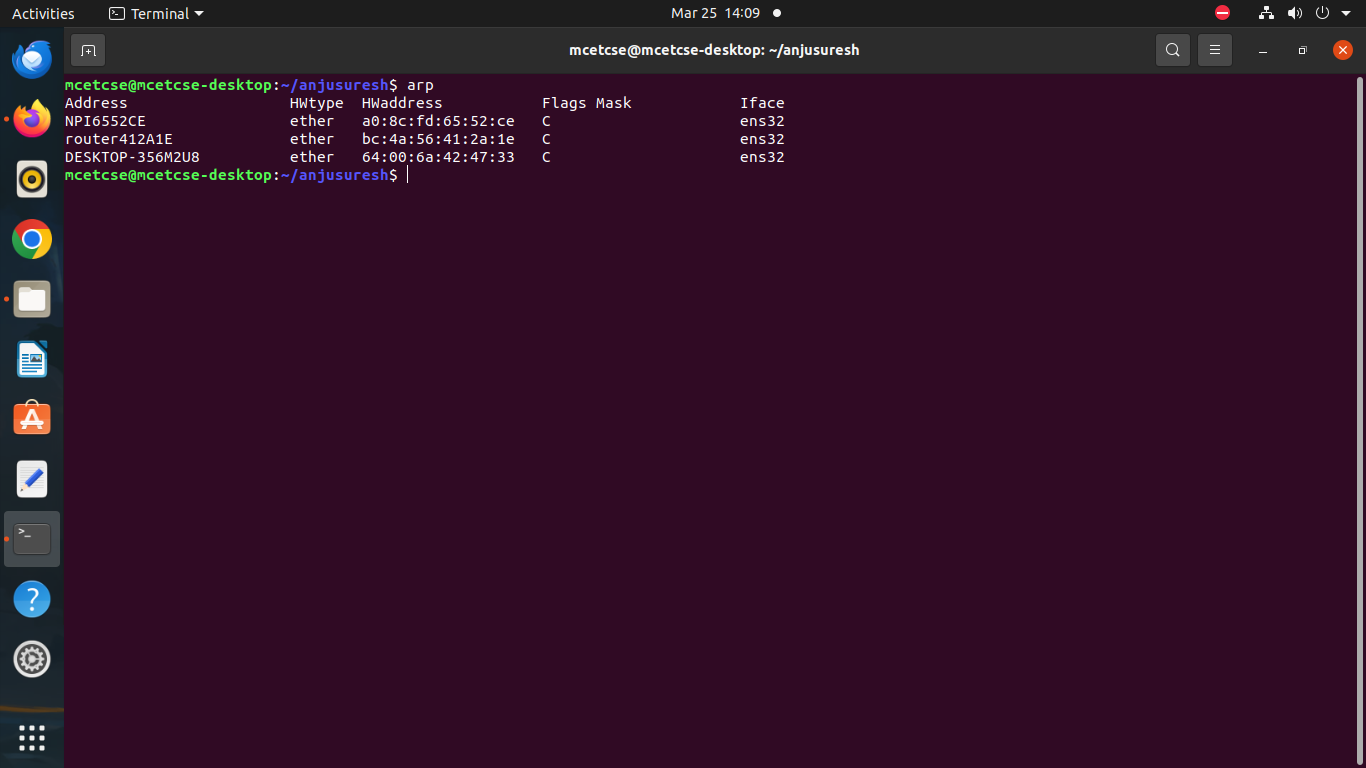 Activities Terminal Mar 25 14:09
mcetcse@mcetcse-desktop: ~/anjusuresh
mcetcse@mcetcse-desktop:~/anjusuresh$ arp
Address HWtype HWaddress Flags Mask Iface
NPI6552CE ether a0:8c:fd:65:52:ce C ens32
router412A1E ether bc:4a:56:41:2a:1e C ens32
DESKTOP-356M2U8 ether 64:00:6a:42:47:33 C ens32
mcetcse@mcetcse-desktop:~/anjusuresh$